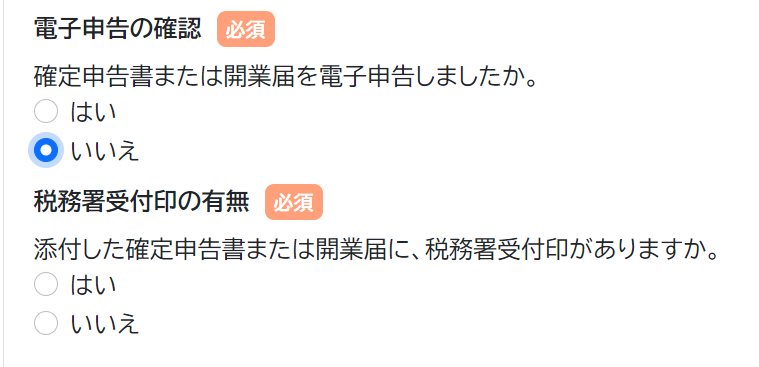 電子申告の確認 必須
確定申告書または開業届を電子申告しましたか。
はい
いいえ
税務署受付印の有無 必須
添付した確定申告書または開業届に、税務署受付印がありますか。
はい
いいえ